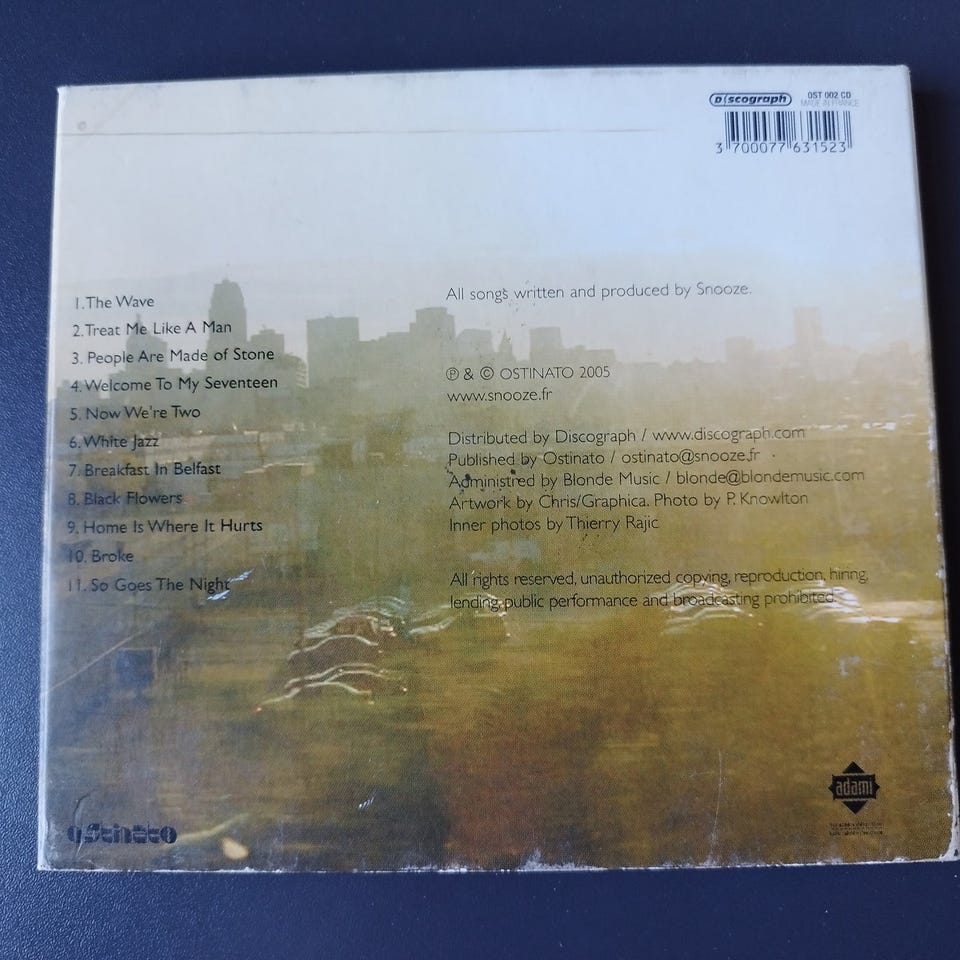 Discograph
OST 002 CD
MADE IN FRANCE
3 700077 631523
1. The Wave
2. Treat Me Like A Man
3. People Are Made of Stone
4. Welcome To My Seventeen
5. Now We're Two
6. White Jazz
7. Breakfast In Belfast
8. Black Flowers
9. Home Is Where It Hurts
10. Broke
11. So Goes The Night
All songs written and produced by Snooze.
℗ & © OSTINATO 2005
www.snooze.fr
Distributed by Discograph / www.discograph.com
Published by Ostinato / ostinato@snooze.fr
Administred by Blonde Music / blonde@blondemusic.com
Artwork by Chris/Graphica. Photo by P. Knowlton
Inner photos by Thierry Rajic
All rights reserved, unauthorized copying, reproduction, hiring,
lending, public performance and broadcasting prohibited.
ostinato
adami